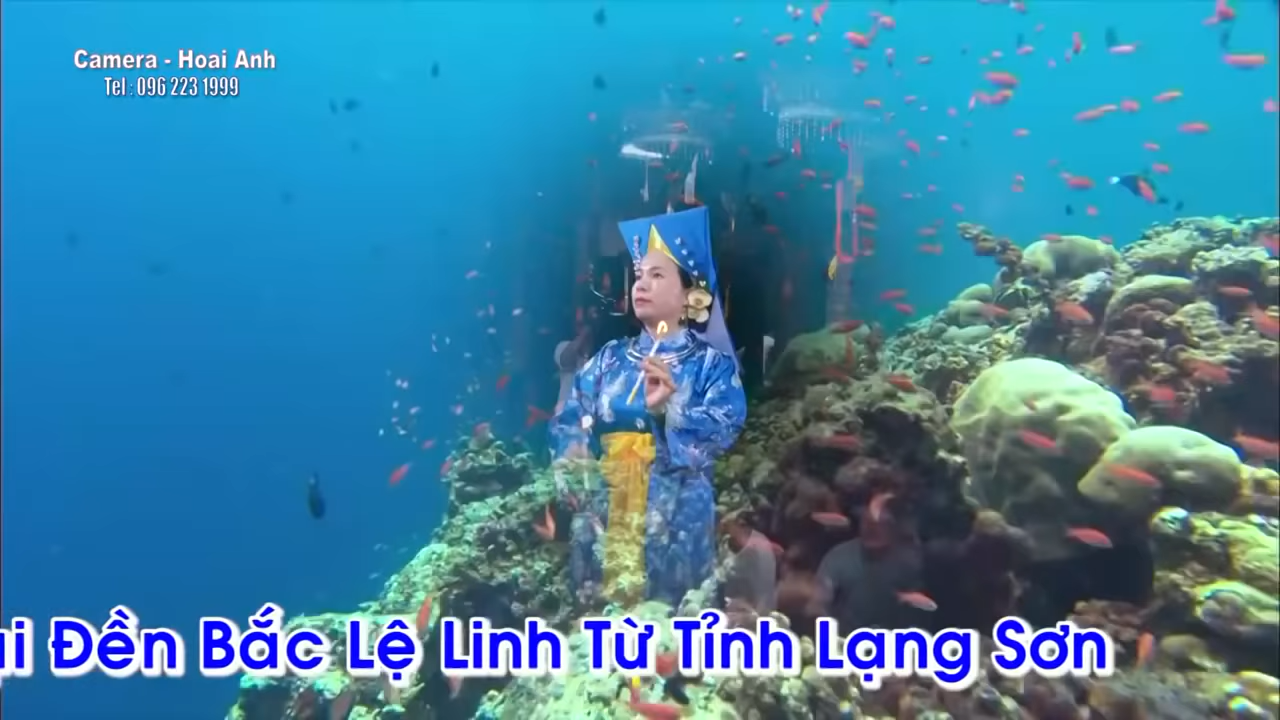 Camera - Hoai Anh
Tel : 096 223 1999
Đền Bắc Lệ Linh Từ Tỉnh Lạng Sơn